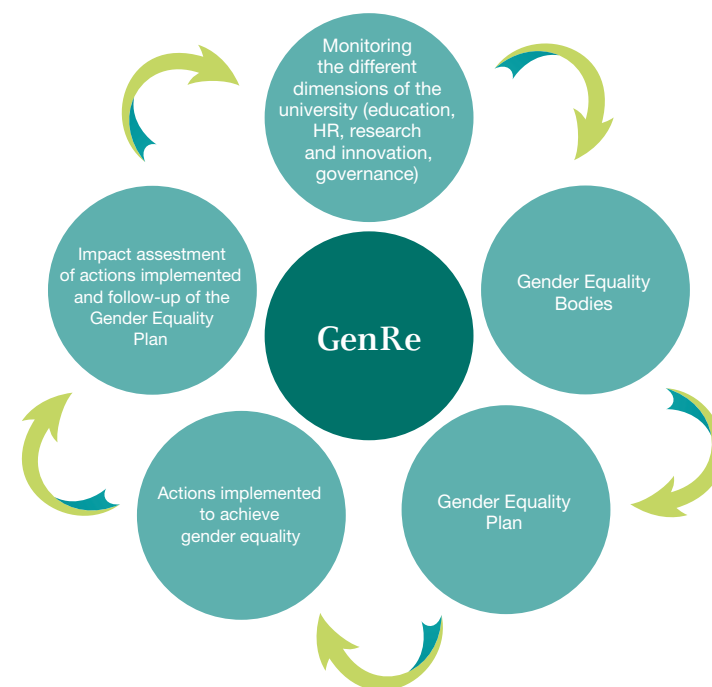 Monitoring
the different
dimensions of the
university (education,
HR, research
and innovation,
governance)
Gender Equality
Bodies
Gender Equality
Plan
Actions implemented
to achieve
gender equality
Impact assestment
of actions implemented
and follow-up of the
Gender Equality
Plan
GenRe